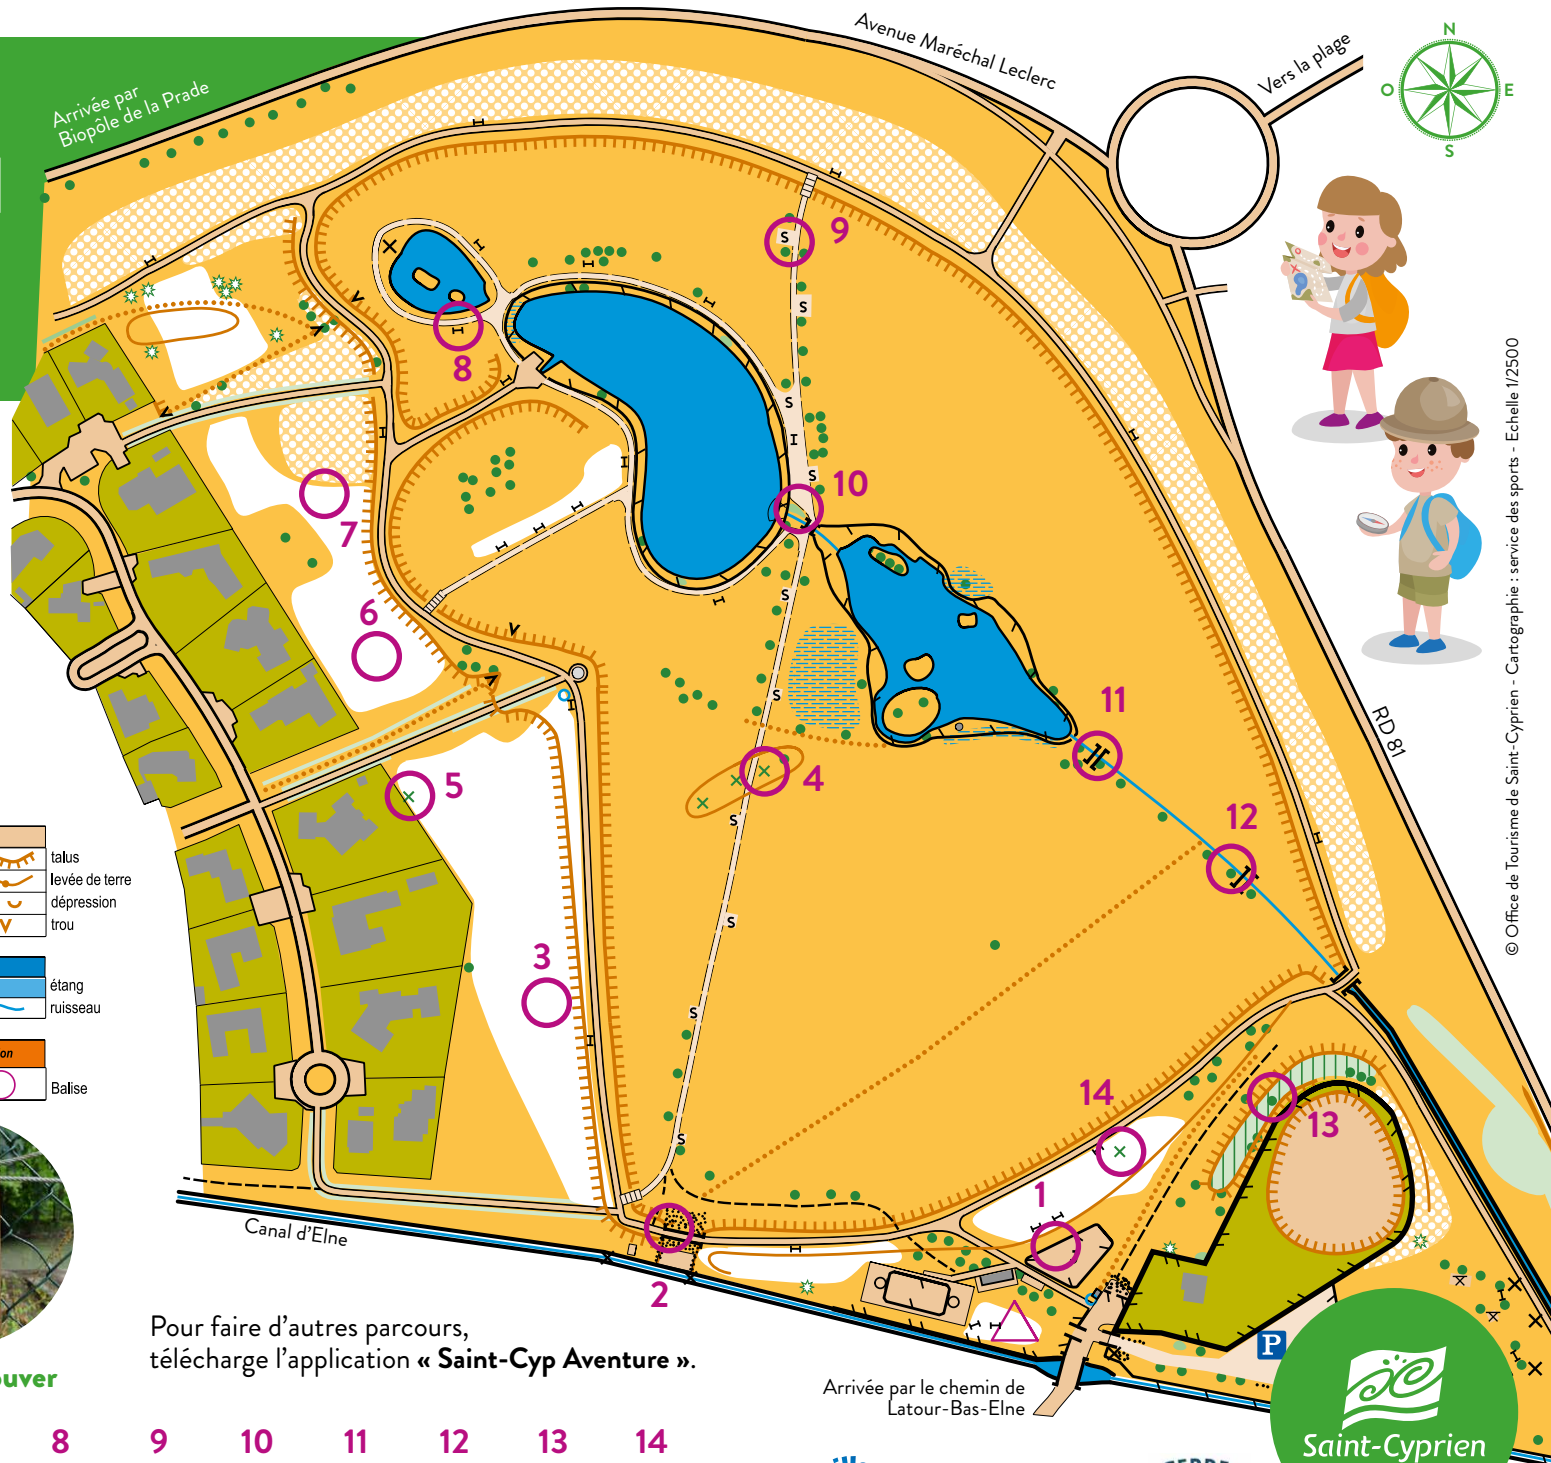 Avenue Maréchal Leclerc
Vers la plage
Arrivée par
Biopôle de la Prade
N
O
E
S
9
8
10
7
6
11
5
4
12
3
14
13
1
2
RD 81
© Office de Tourisme de Saint-Cyprien - Cartographie : service des sports - Echelle 1/2500
talus
levée de terre
dépression
trou
étang
ruisseau
Balise
Canal d'Elne
P
Pour faire d'autres parcours,
télécharge l'application « Saint-Cyp Aventure ».
Arrivée par le chemin de
Latour-Bas-Elne
8 9 10 11 12 13 14
Saint-Cyprien